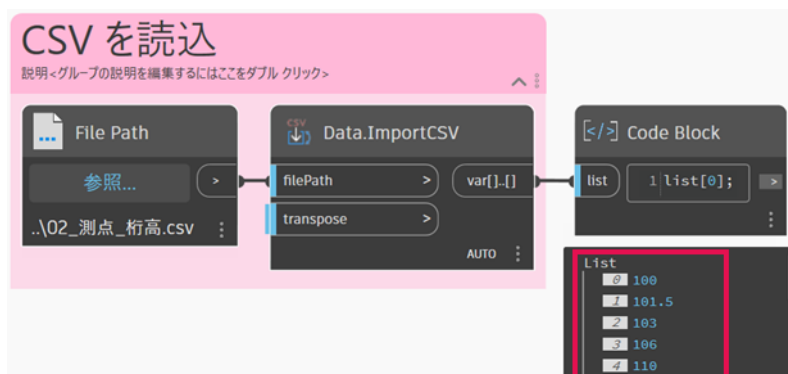 CSV を読込
説明<グループの説明を編集するにはここをダブル クリック>
File Path
参照...
>
..\02_測点_桁高.csv
CSV
Data.ImportCSV
filePath >
var[]..[]
transpose >
AUTO
[</>] Code Block
list
1 list[0];
>
List
0 100
1 101.5
2 103
3 106
4 110